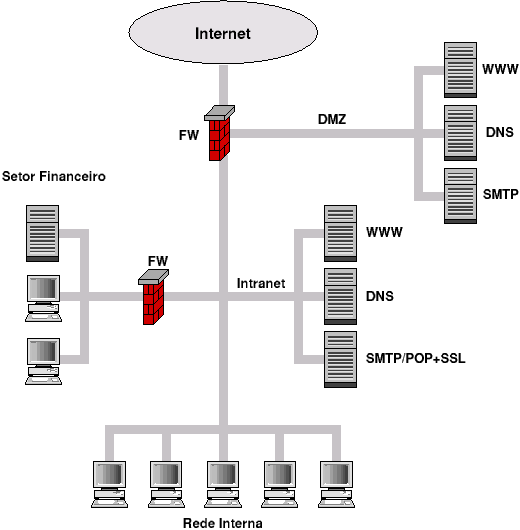 Internet
WWW
DMZ
FW
DNS
Setor Financeiro
SMTP
WWW
FW
Intranet
DNS
SMTP/POP+SSL
Rede Interna